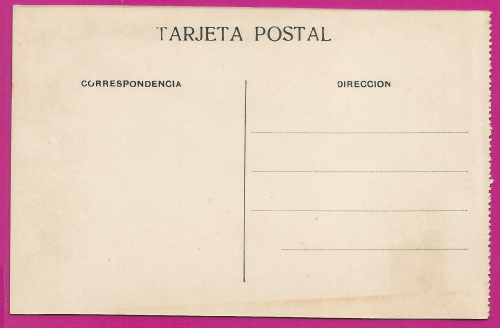 TARJETA POSTAL
CORRESPONDENCIA
DIRECCION